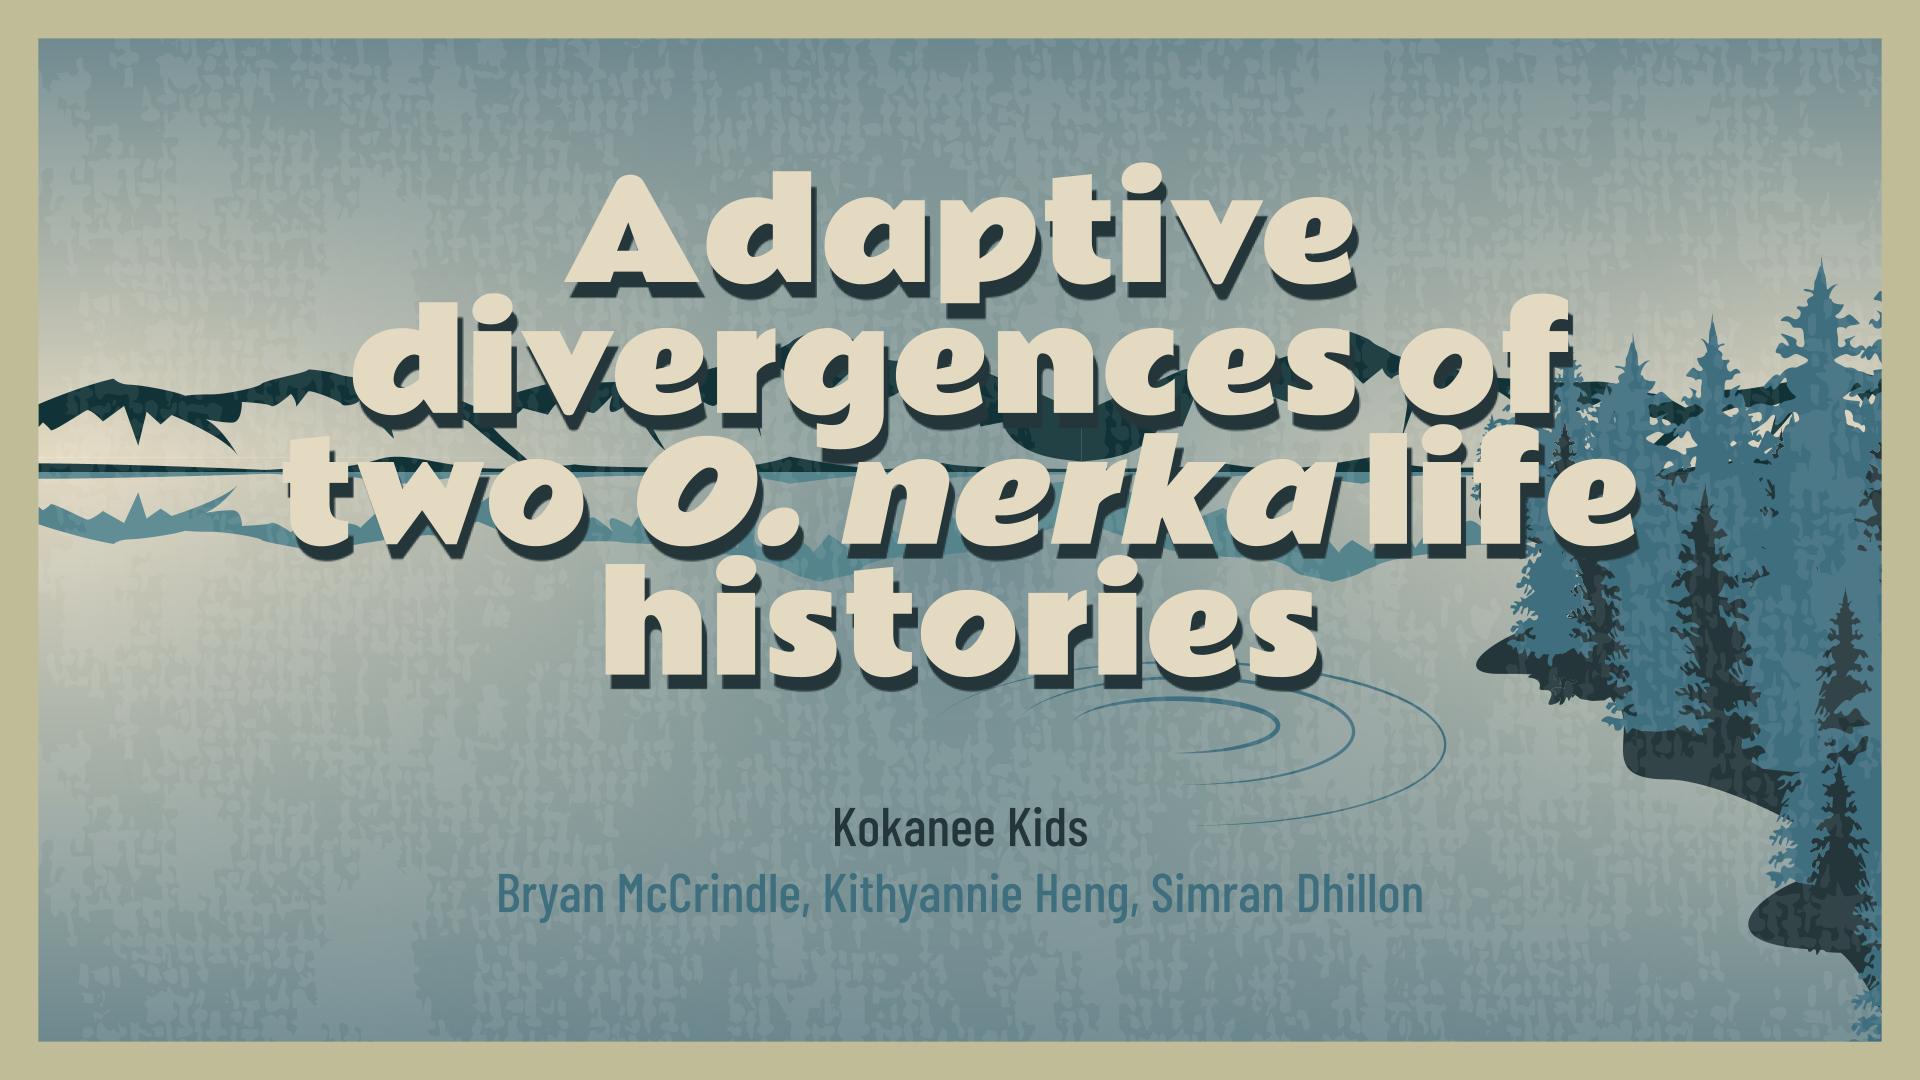 Adaptive
divergences of
two O. nerka life
histories
Kokanee Kids
Bryan McCrindle, Kithyannie Heng, Simran Dhillon